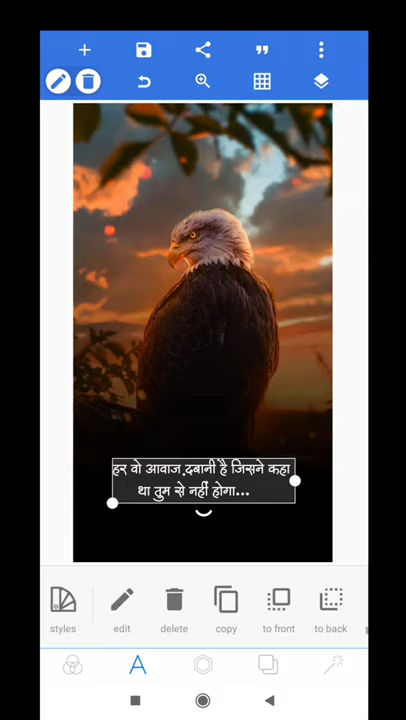 हर वो आवाज दबानी है जिसने कहा
था तुम से नहीं होगा...
styles
edit
delete
copy
to front
to back